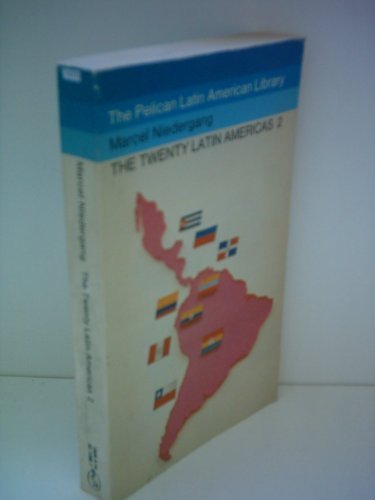 The Pelican Latin American Library
Marcel Niedergang
THE TWENTY LATIN AMERICAS 2
Marcel Niedergang The Twenty Latin Americas 2